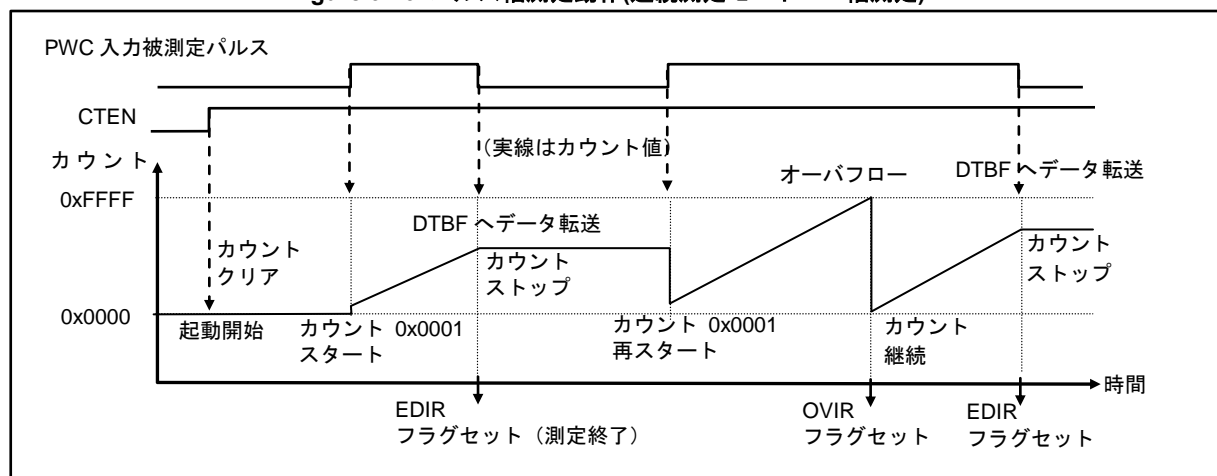 PWC 入力被測定パルス
CTEN
カウント
(実線はカウント値)
オーバフロー
DTBF へデータ転送
0xFFFF
DTBF へデータ転送
カウント
クリア
カウント
ストップ
カウント
ストップ
0x0000
起動開始
カウント 0x0001
スタート
カウント 0x0001
再スタート
カウント
継続
時間
EDIR
フラグセット（測定終了）
OVIR
フラグセット
EDIR
フラグセット